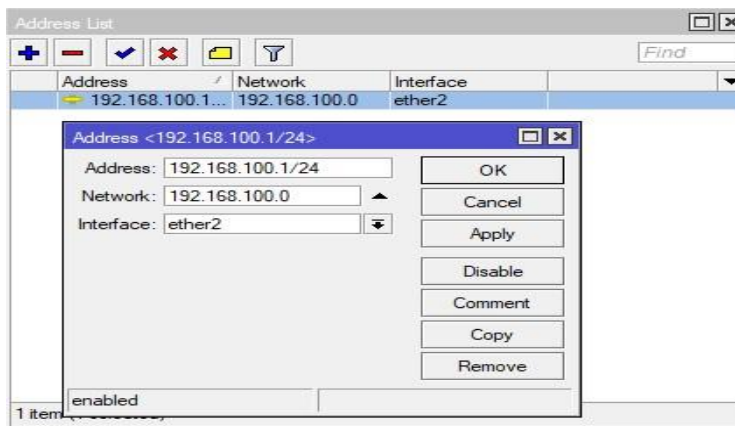 Address List
Find
Address Network Interface
192.168.100.1... 192.168.100.0 ether2
Address <192.168.100.1/24>
Address: 192.168.100.1/24
Network: 192.168.100.0
Interface: ether2
OK
Cancel
Apply
Disable
Comment
Copy
Remove
enabled
1 item